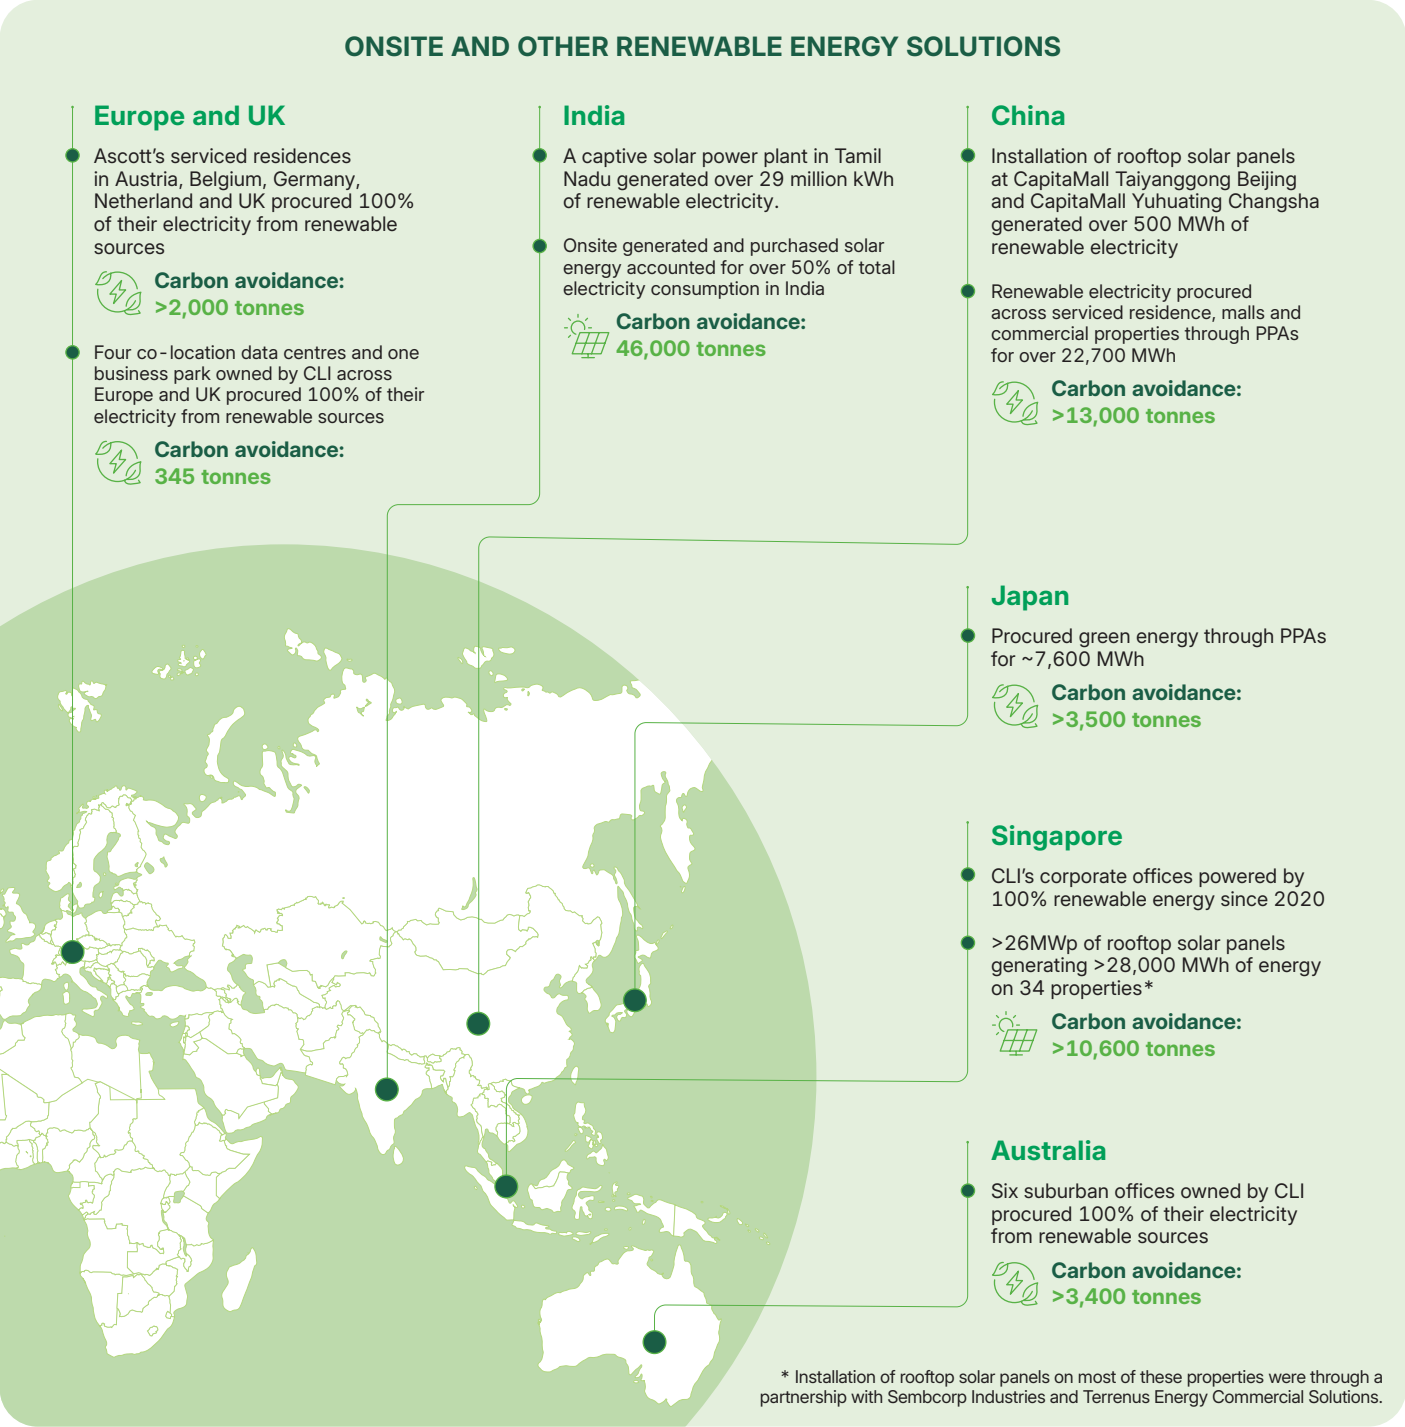 ONSITE AND OTHER RENEWABLE ENERGY SOLUTIONS
Europe and UK
Ascott’s serviced residences
in Austria, Belgium, Germany,
Netherland and UK procured 100%
of their electricity from renewable
sources
Carbon avoidance:
>2,000 tonnes
Four co-location data centres and one
business park owned by CLI across
Europe and UK procured 100% of their
electricity from renewable sources
Carbon avoidance:
345 tonnes
India
A captive solar power plant in Tamil
Nadu generated over 29 million kWh
of renewable electricity.
Onsite generated and purchased solar
energy accounted for over 50% of total
electricity consumption in India
Carbon avoidance:
46,000 tonnes
China
Installation of rooftop solar panels
at CapitaMall Taiyanggong Beijing
and CapitaMall Yuhuating Changsha
generated over 500 MWh of
renewable electricity
Renewable electricity procured
across serviced residence, malls and
commercial properties through PPAs
for over 22,700 MWh
Carbon avoidance:
>13,000 tonnes
Japan
Procured green energy through PPAs
for ~7,600 MWh
Carbon avoidance:
>3,500 tonnes
Singapore
CLI’s corporate offices powered by
100% renewable energy since 2020
>26MWp of rooftop solar panels
generating >28,000 MWh of energy
on 34 properties*
Carbon avoidance:
>10,600 tonnes
Australia
Six suburban offices owned by CLI
procured 100% of their electricity
from renewable sources
Carbon avoidance:
>3,400 tonnes
* Installation of rooftop solar panels on most of these properties were through a
partnership with Sembcorp Industries and Terrenus Energy Commercial Solutions.